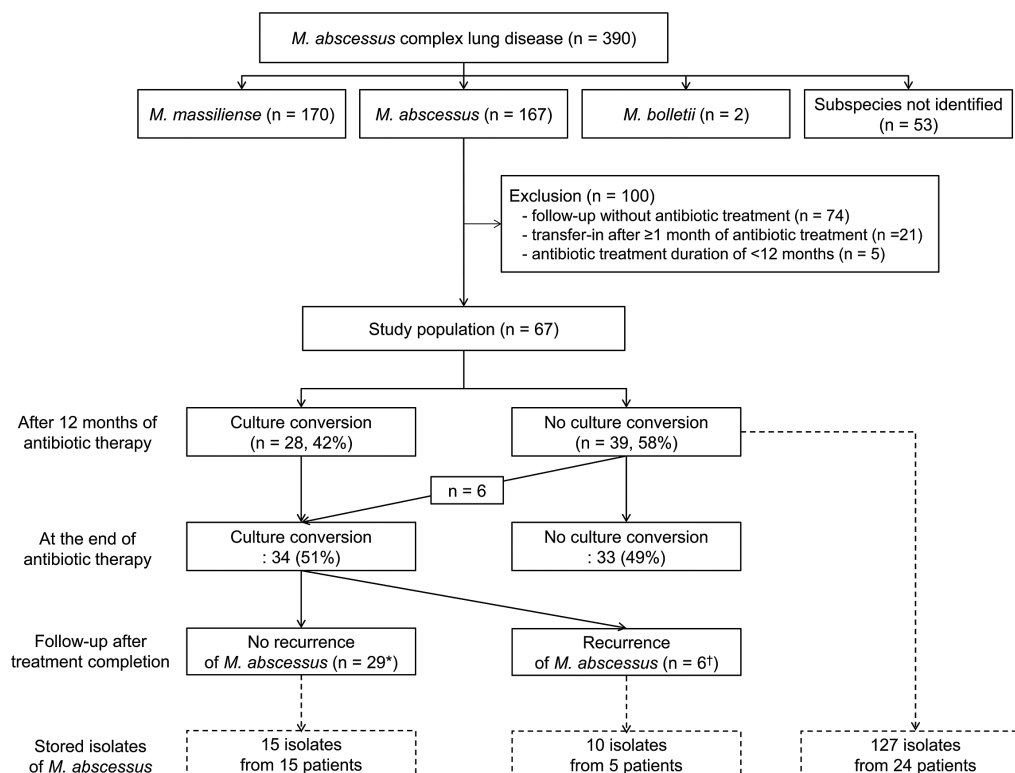 M. abscessus complex lung disease (n = 390)
M. massiliense (n = 170)
M. abscessus (n = 167)
M. bolletii (n = 2)
Subspecies not identified
(n = 53)
Exclusion (n = 100)
- follow-up without antibiotic treatment (n = 74)
- transfer-in after ≥1 month of antibiotic treatment (n =21)
- antibiotic treatment duration of <12 months (n = 5)
Study population (n = 67)
After 12 months of
antibiotic therapy
Culture conversion
(n = 28, 42%)
No culture conversion
(n = 39, 58%)
n = 6
At the end of
antibiotic therapy
Culture conversion
: 34 (51%)
No culture conversion
: 33 (49%)
Follow-up after
treatment completion
No recurrence
of M. abscessus (n = 29*)
Recurrence
of M. abscessus (n = 6†)
Stored isolates
of M. abscessus
15 isolates
from 15 patients
10 isolates
from 5 patients
127 isolates
from 24 patients